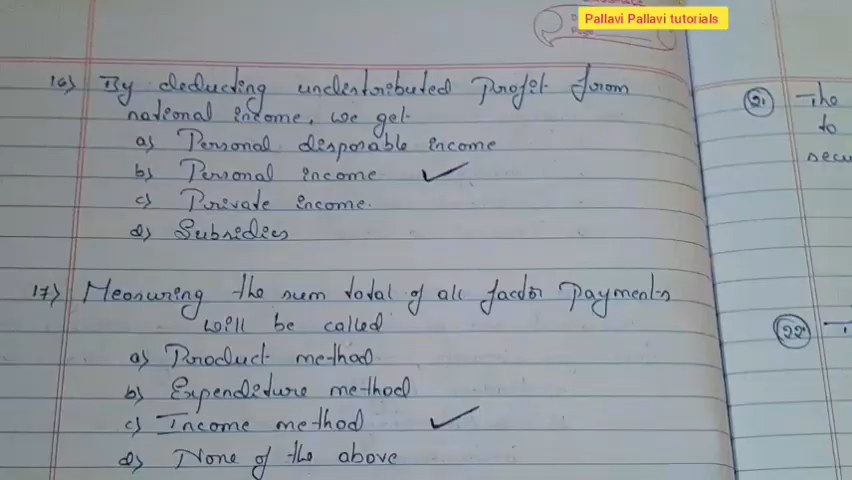 Pallavi Pallavi tutorials
16) By deducting undistributed Profit from
national income, we get
a) Personal disposable income
b) Personal income ✓
c) Private income.
d) Subsidies
17) Measuring the sum total of all factor Payments
will be called
a) Product method
b) Expenditure method
c) Income method ✓
d) None of the above
21 The
to
secu
22